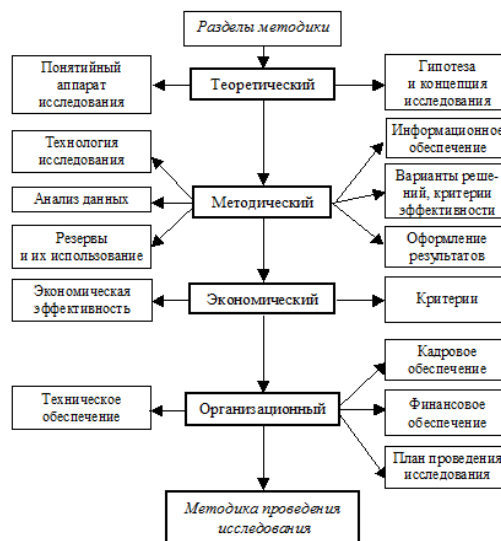 Разделы методики
Понятийный
аппарат
исследования
Теоретический
Гипотеза
и концепция
исследования
Технология
исследования
Информационное
обеспечение
Анализ данных
Методический
Варианты реше-
ний, критерии
эффективности
Резервы
и их использование
Оформление
результатов
Экономическая
эффективность
Экономический
Критерии
Кадровое
обеспечение
Техническое
обеспечение
Организационный
Финансовое
обеспечение
План проведения
исследования
Методика проведения
исследования